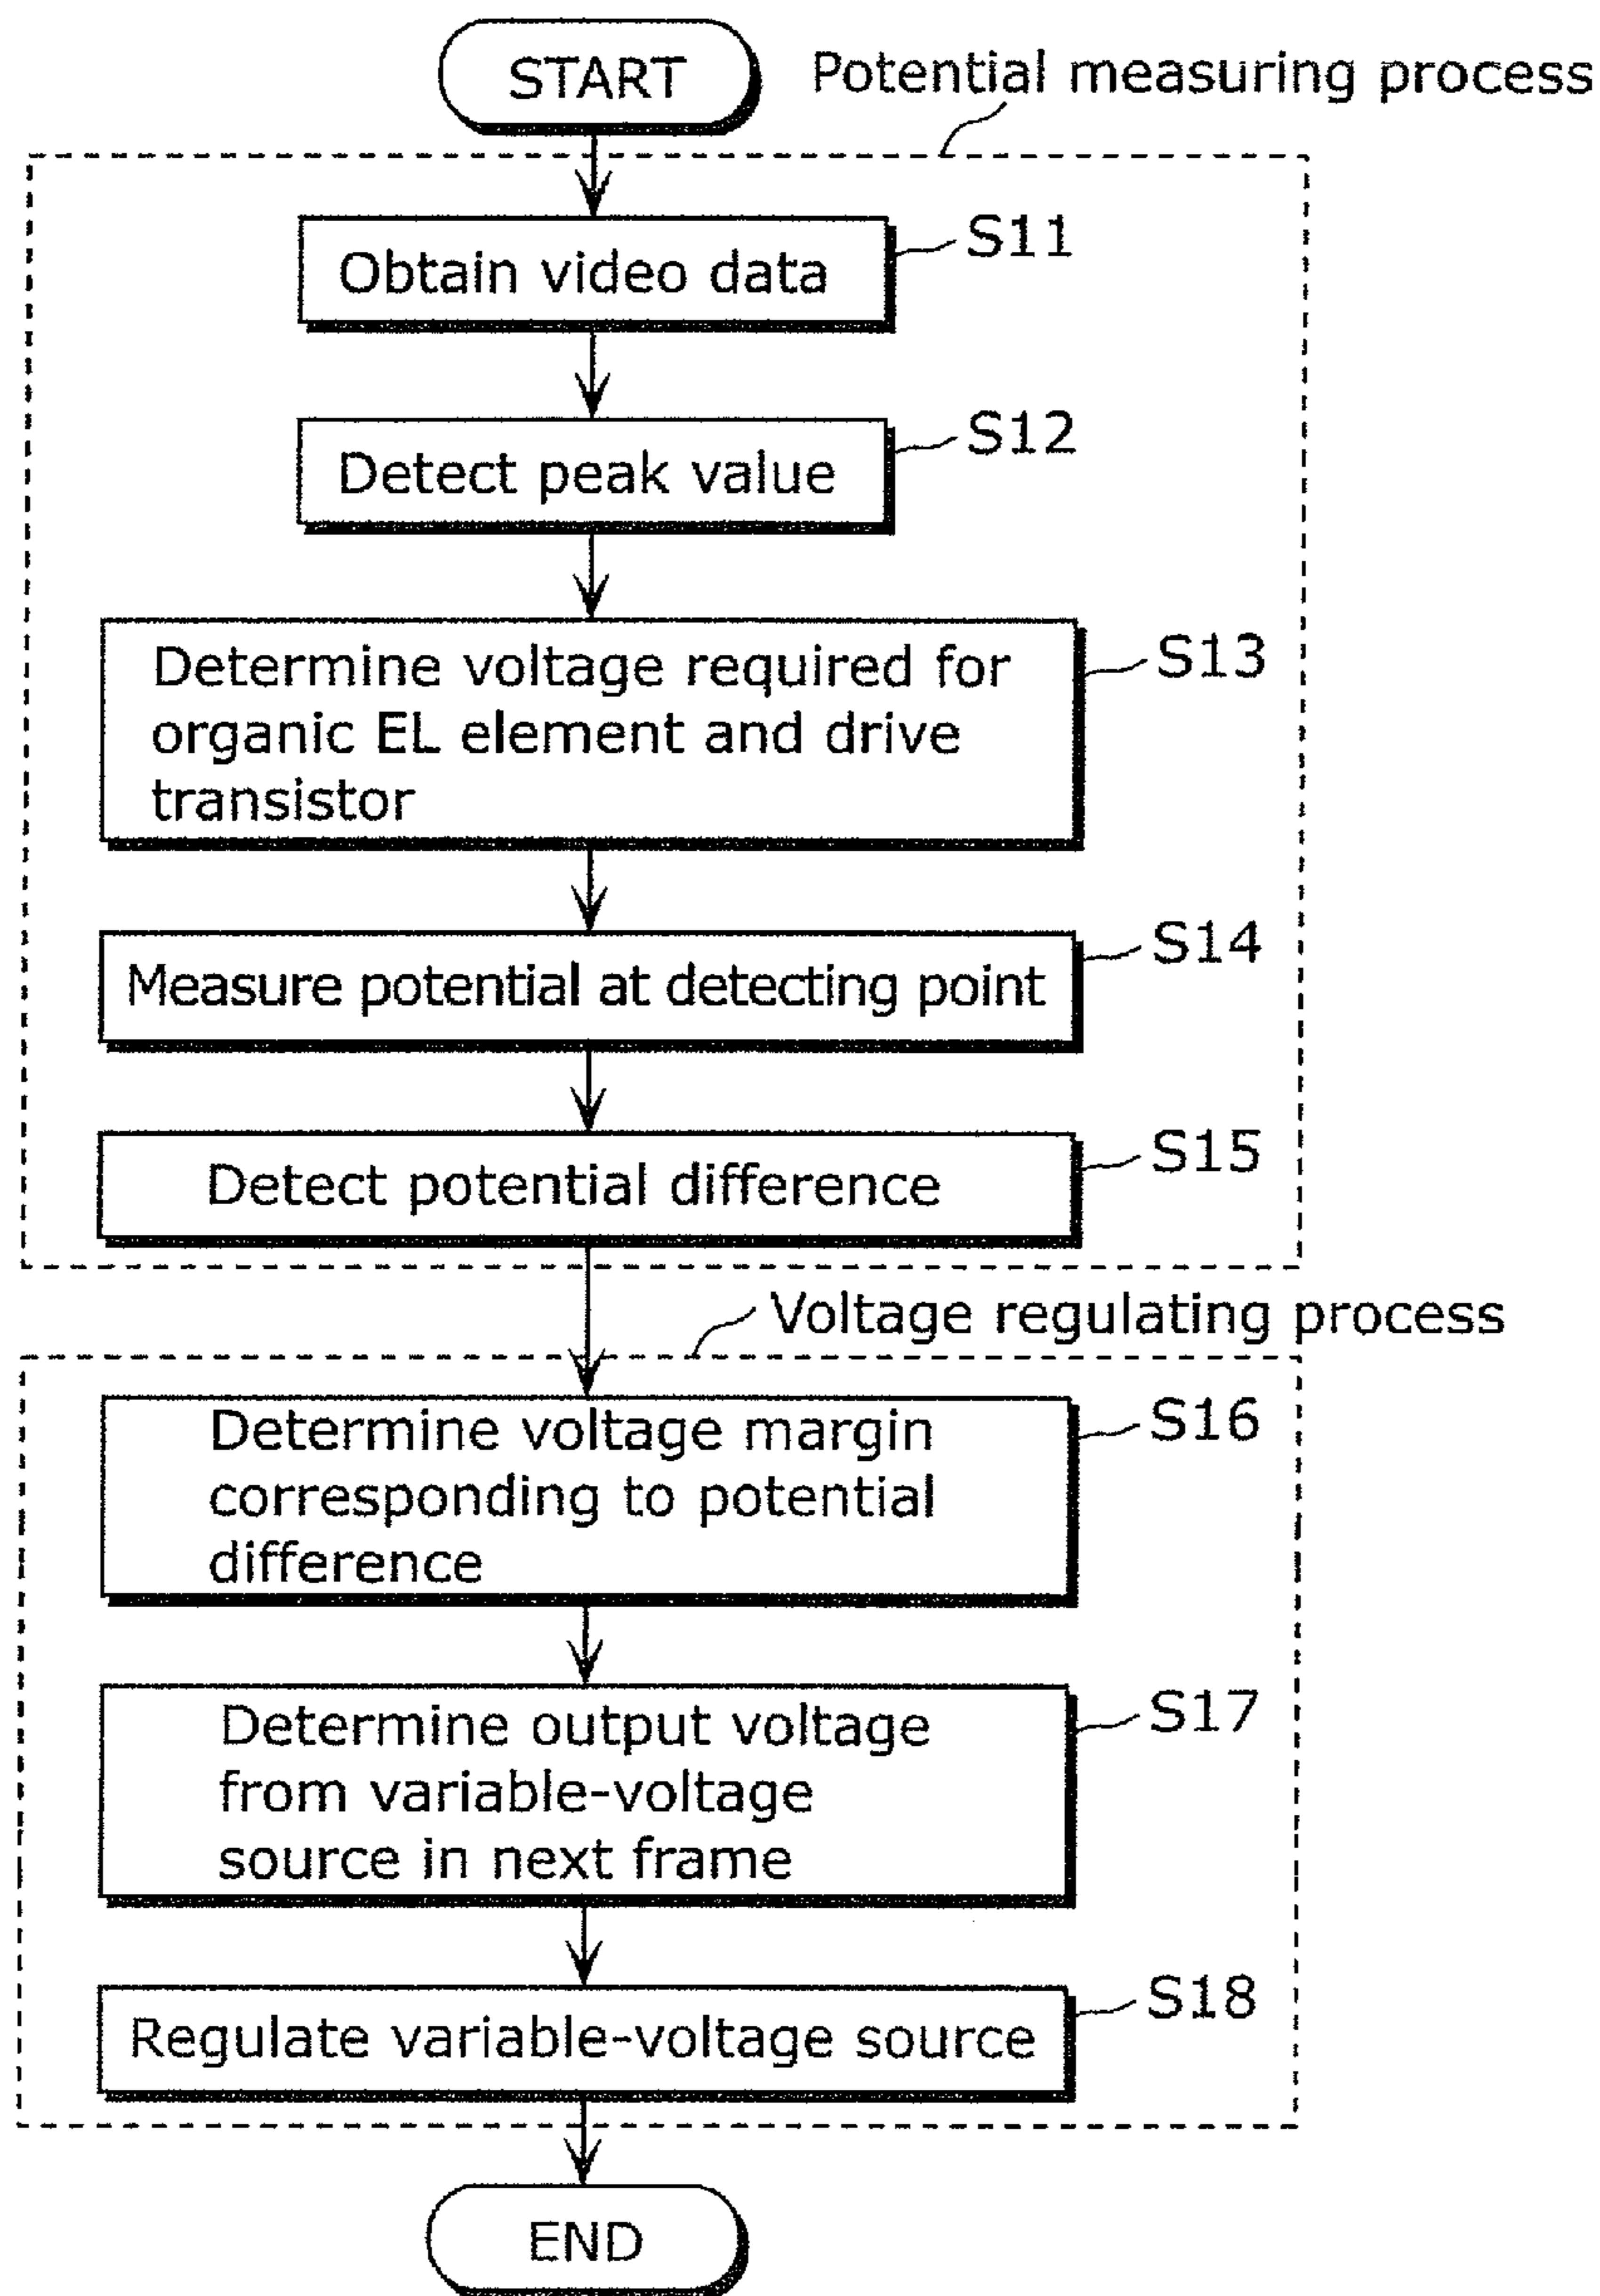 START
Potential measuring process
Obtain video data
S11
Detect peak value
S12
Determine voltage required for
organic EL element and drive
transistor
S13
Measure potential at detecting point
S14
Detect potential difference
S15
Voltage regulating process
Determine voltage margin
corresponding to potential
difference
S16
Determine output voltage
from variable-voltage
source in next frame
S17
Regulate variable-voltage source
S18
END